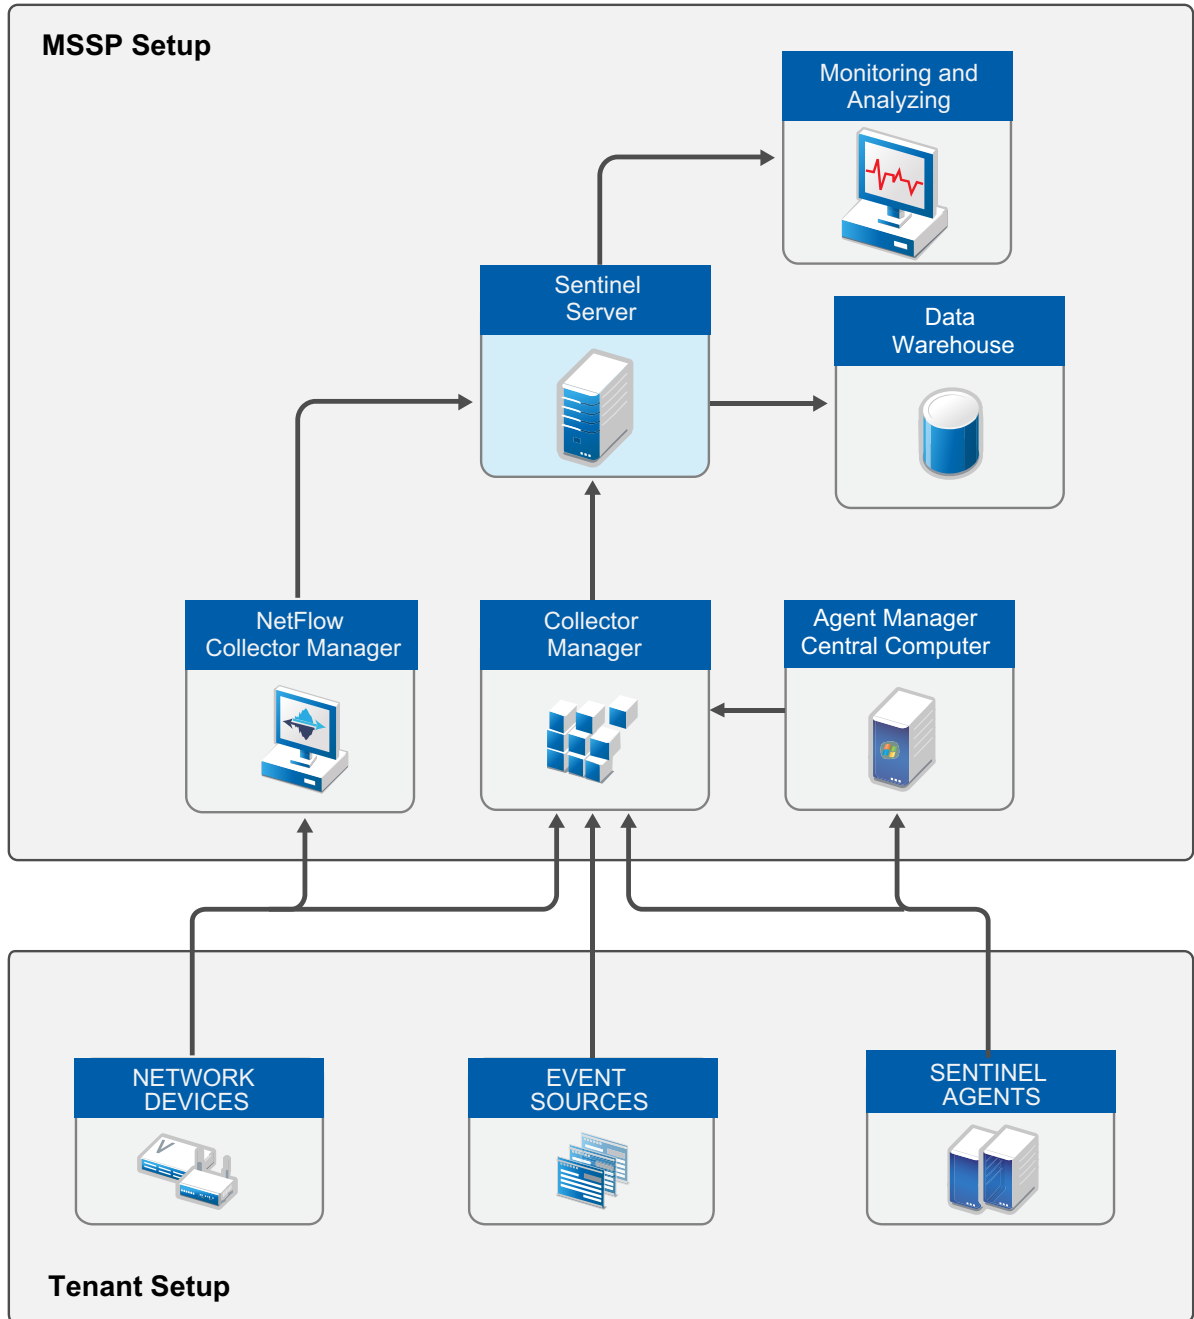 MSSP Setup
Monitoring and
Analyzing
Sentinel
Server
Data
Warehouse
NetFlow
Collector Manager
Collector
Manager
Agent Manager
Central Computer
NETWORK
DEVICES
EVENT
SOURCES
SENTINEL
AGENTS
Tenant Setup